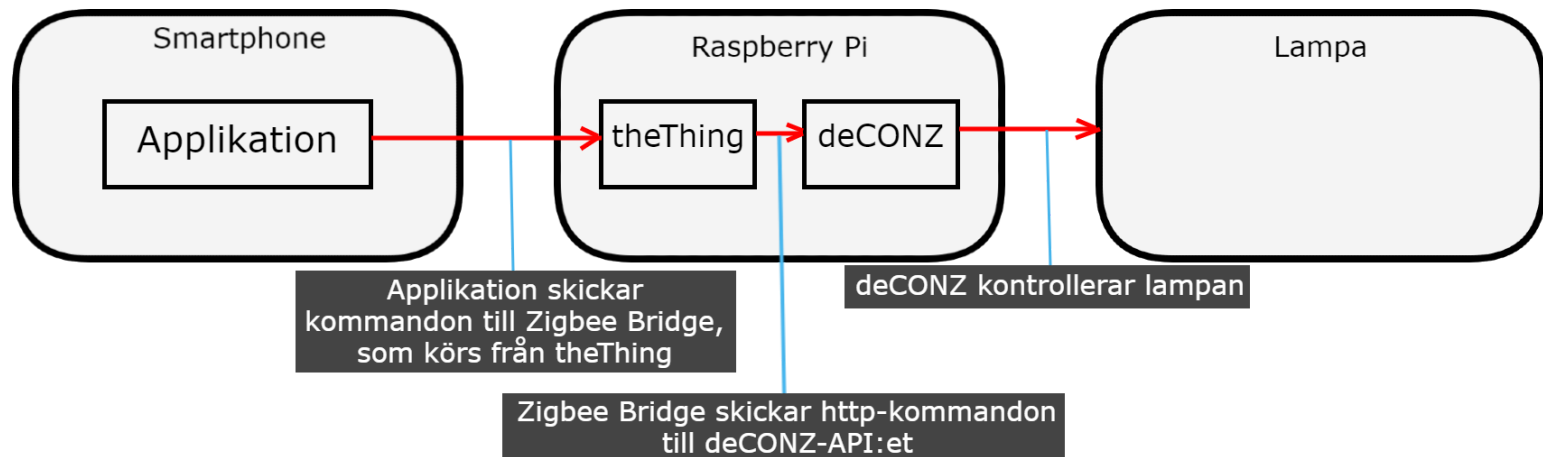 Smartphone
Applikation
Raspberry Pi
theThing
deCONZ
Lampa
Applikation skickar
kommandon till Zigbee Bridge,
som körs från theThing
Zigbee Bridge skickar http-kommandon
till deCONZ-API:et
deCONZ kontrollerar lampan